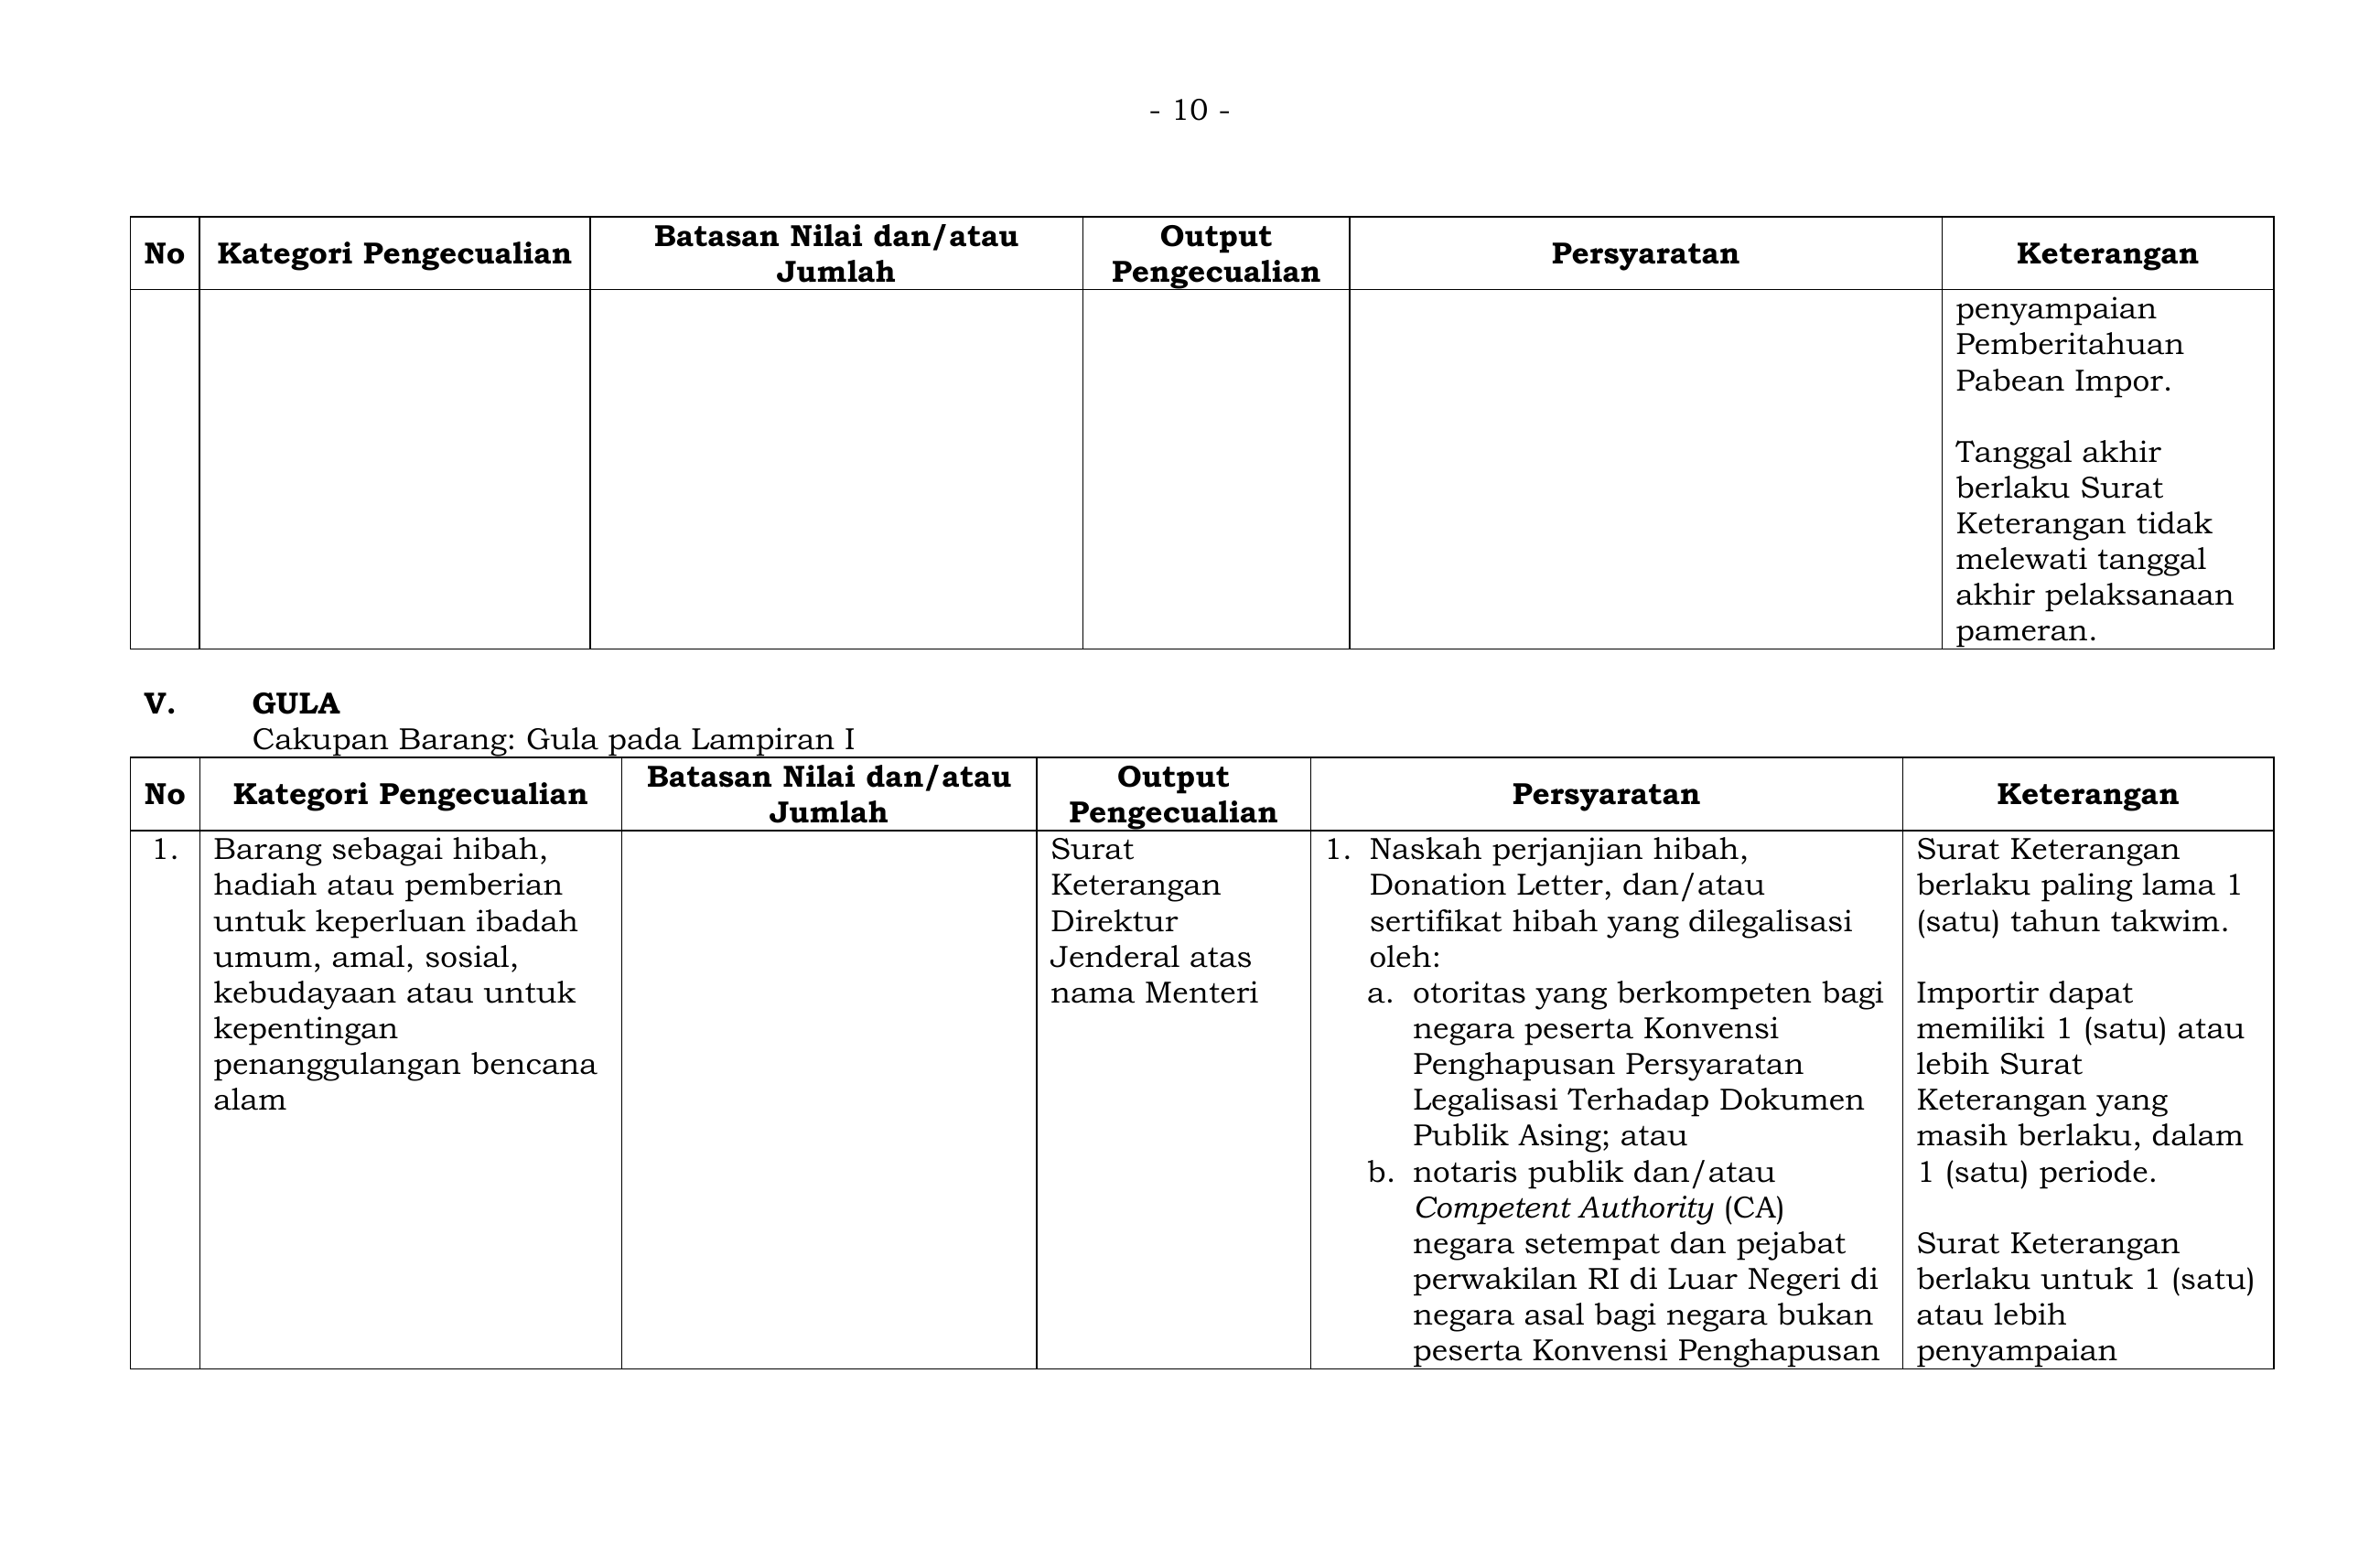 - 10 -
No
Kategori Pengecualian
Batasan Nilai dan/atau
Jumlah
Output
Pengecualian
Persyaratan
Keterangan
penyampaian
Pemberitahuan
Pabean Impor.
Tanggal akhir
berlaku Surat
Keterangan tidak
melewati tanggal
akhir pelaksanaan
pameran.
V. GULA
Cakupan Barang: Gula pada Lampiran I
No
Kategori Pengecualian
Batasan Nilai dan/atau
Jumlah
Output
Pengecualian
Persyaratan
Keterangan
1.
Barang sebagai hibah,
hadiah atau pemberian
untuk keperluan ibadah
umum, amal, sosial,
kebudayaan atau untuk
kepentingan
penanggulangan bencana
alam
Surat
Keterangan
Direktur
Jenderal atas
nama Menteri
1. Naskah perjanjian hibah,
Donation Letter, dan/atau
sertifikat hibah yang dilegalisasi
oleh:
a. otoritas yang berkompeten bagi
negara peserta Konvensi
Penghapusan Persyaratan
Legalisasi Terhadap Dokumen
Publik Asing; atau
b. notaris publik dan/atau
Competent Authority (CA)
negara setempat dan pejabat
perwakilan RI di Luar Negeri di
negara asal bagi negara bukan
peserta Konvensi Penghapusan
Surat Keterangan
berlaku paling lama 1
(satu) tahun takwim.
Importir dapat
memiliki 1 (satu) atau
lebih Surat
Keterangan yang
masih berlaku, dalam
1 (satu) periode.
Surat Keterangan
berlaku untuk 1 (satu)
atau lebih
penyampaian